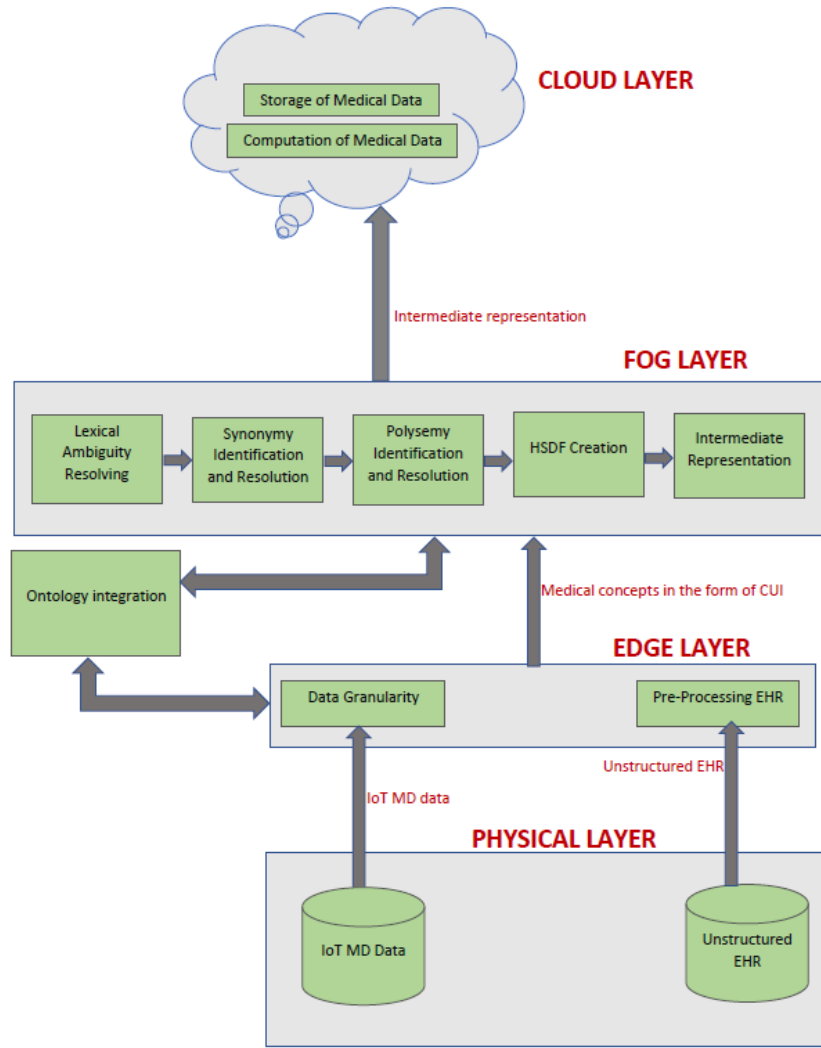 CLOUD LAYER
Storage of Medical Data
Computation of Medical Data
Intermediate representation
FOG LAYER
Lexical
Ambiguity
Resolving
Synonymy
Identification
and Resolution
Polysemy
Identification
and Resolution
HSDF Creation
Intermediate
Representation
Ontology integration
Medical concepts in the form of CUI
EDGE LAYER
Data Granularity
Pre-Processing EHR
Unstructured EHR
IoT MD data
PHYSICAL LAYER
IoT MD Data
Unstructured
EHR